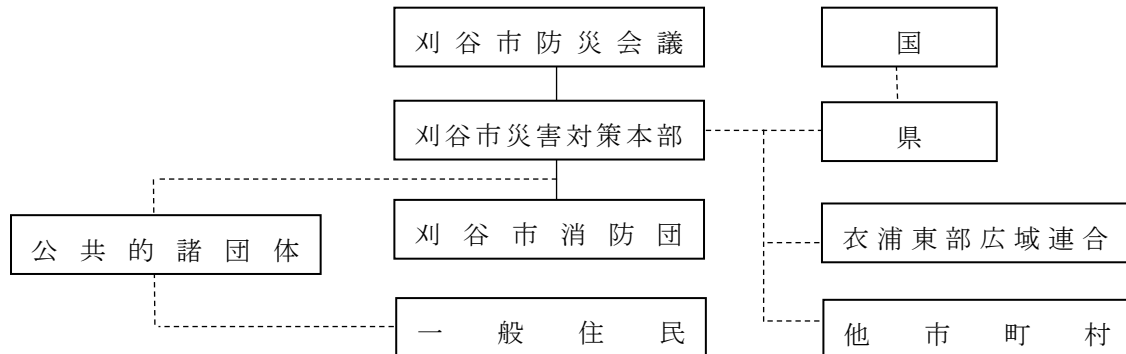 刈谷市防災会議
国
刈谷市災害対策本部
県
刈谷市消防団
公共的諸団体
衣浦東部広域連合
一般住民
他市町村